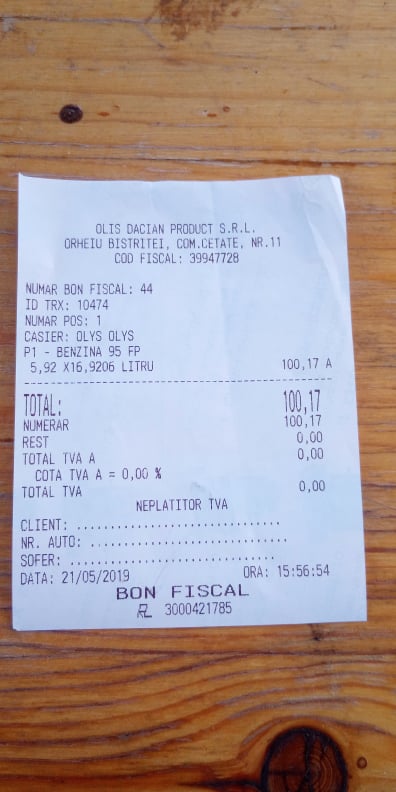 OLIS DACIAN PRODUCT S.R.L.
ORHEIU BISTRITEI, COM.CETATE, NR.11
COD FISCAL: 39947728
NUMAR BON FISCAL: 44
ID TRX: 10474
NUMAR POS: 1
CASIER: OLYS OLYS
P1 - BENZINA 95 FP
5,92 X16,9206 LITRU 100,17 A
TOTAL: 100,17
NUMERAR 100,17
REST 0,00
TOTAL TVA A 0,00
COTA TVA A = 0,00 %
TOTAL TVA 0,00
NEPLATITOR TVA
CLIENT: ..............................
NR. AUTO: .............................
SOFER: ..............................
DATA: 21/05/2019 ORA: 15:56:54
BON FISCAL
3000421785